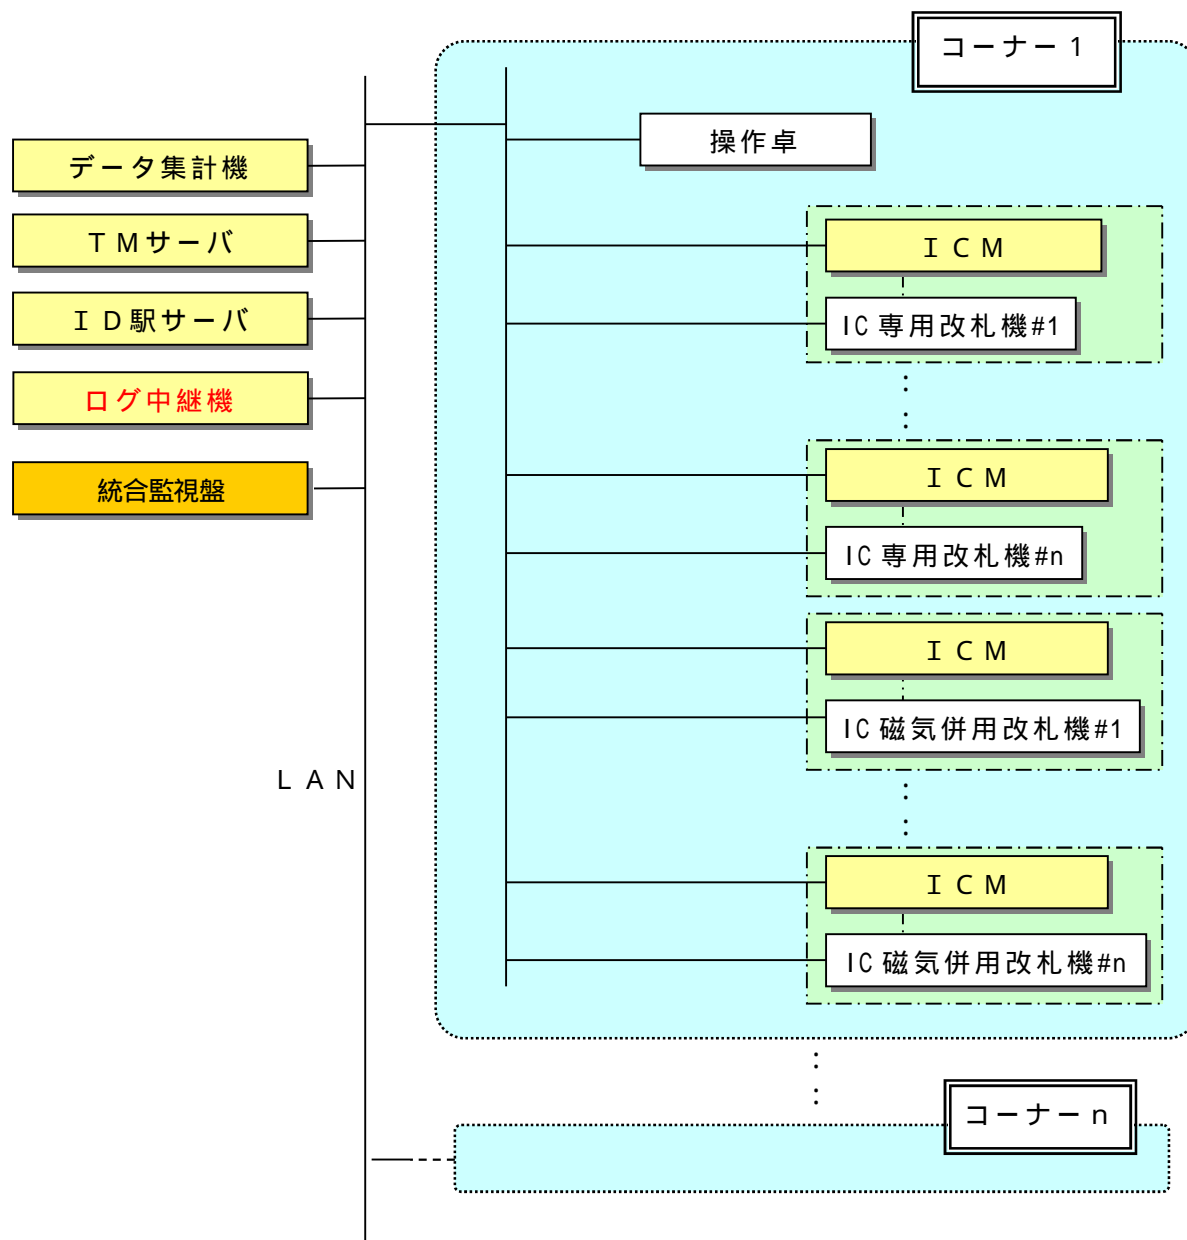 コーナー1
操作卓
データ集計機
TMサーバ
ID駅サーバ
ログ中継機
統合監視盤
ICM
IC専用改札機#1
ICM
IC専用改札機#n
ICM
IC磁気併用改札機#1
LAN
ICM
IC磁気併用改札機#n
コーナーn